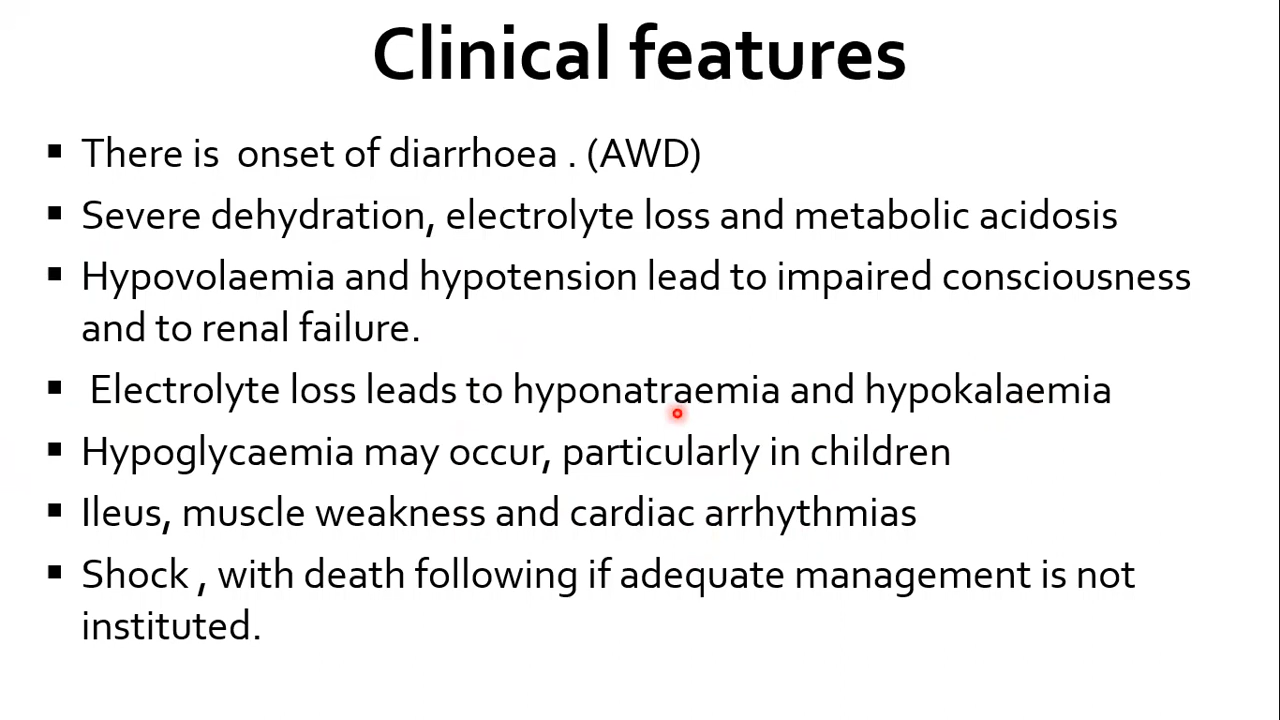 Clinical features
▪ There is  onset of diarrhoea . (AWD)
▪ Severe dehydration, electrolyte loss and metabolic acidosis
▪ Hypovolaemia and hypotension lead to impaired consciousness
and to renal failure.
▪  Electrolyte loss leads to hyponatraemia and hypokalaemia
▪ Hypoglycaemia may occur, particularly in children
▪ Ileus, muscle weakness and cardiac arrhythmias
▪ Shock , with death following if adequate management is not
instituted.